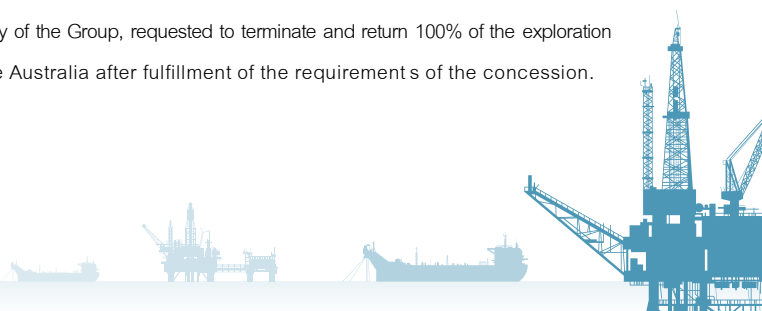 y of the Group, requested to terminate and return 100% of the exploration
e Australia after fulfillment of the requirement s of the concession.